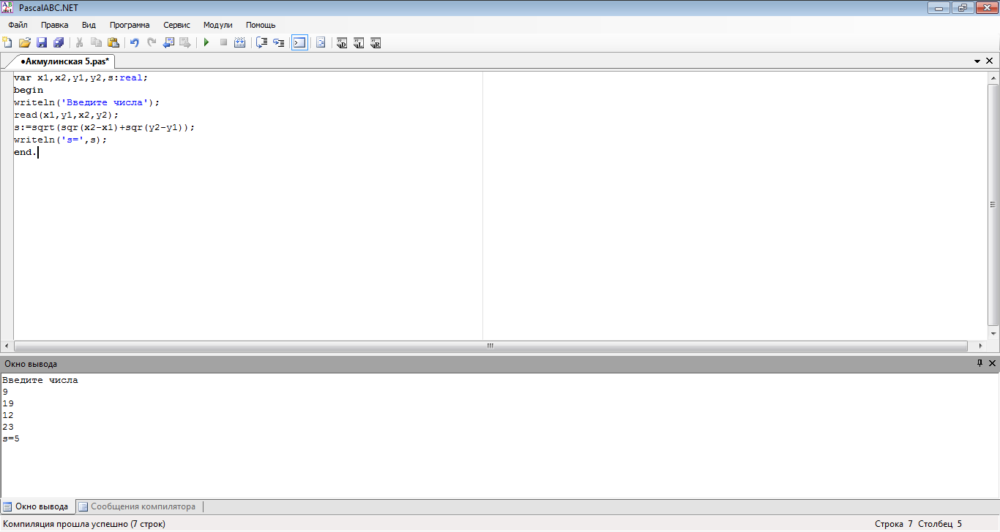 PascalABC.NET
Файл Правка Вид Программа Сервис Модули Помощь
•Акмулинская 5.pas*
var x1,x2,y1,y2,s:real;
begin
writeln('Введите числа');
read(x1,y1,x2,y2);
s:=sqrt(sqr(x2-x1)+sqr(y2-y1));
writeln('s=',s);
end.
Окно вывода
Введите числа
9
19
12
23
s=5
Окно вывода Сообщения компилятора
Компиляция прошла успешно (7 строк) Строка 7 Столбец 5